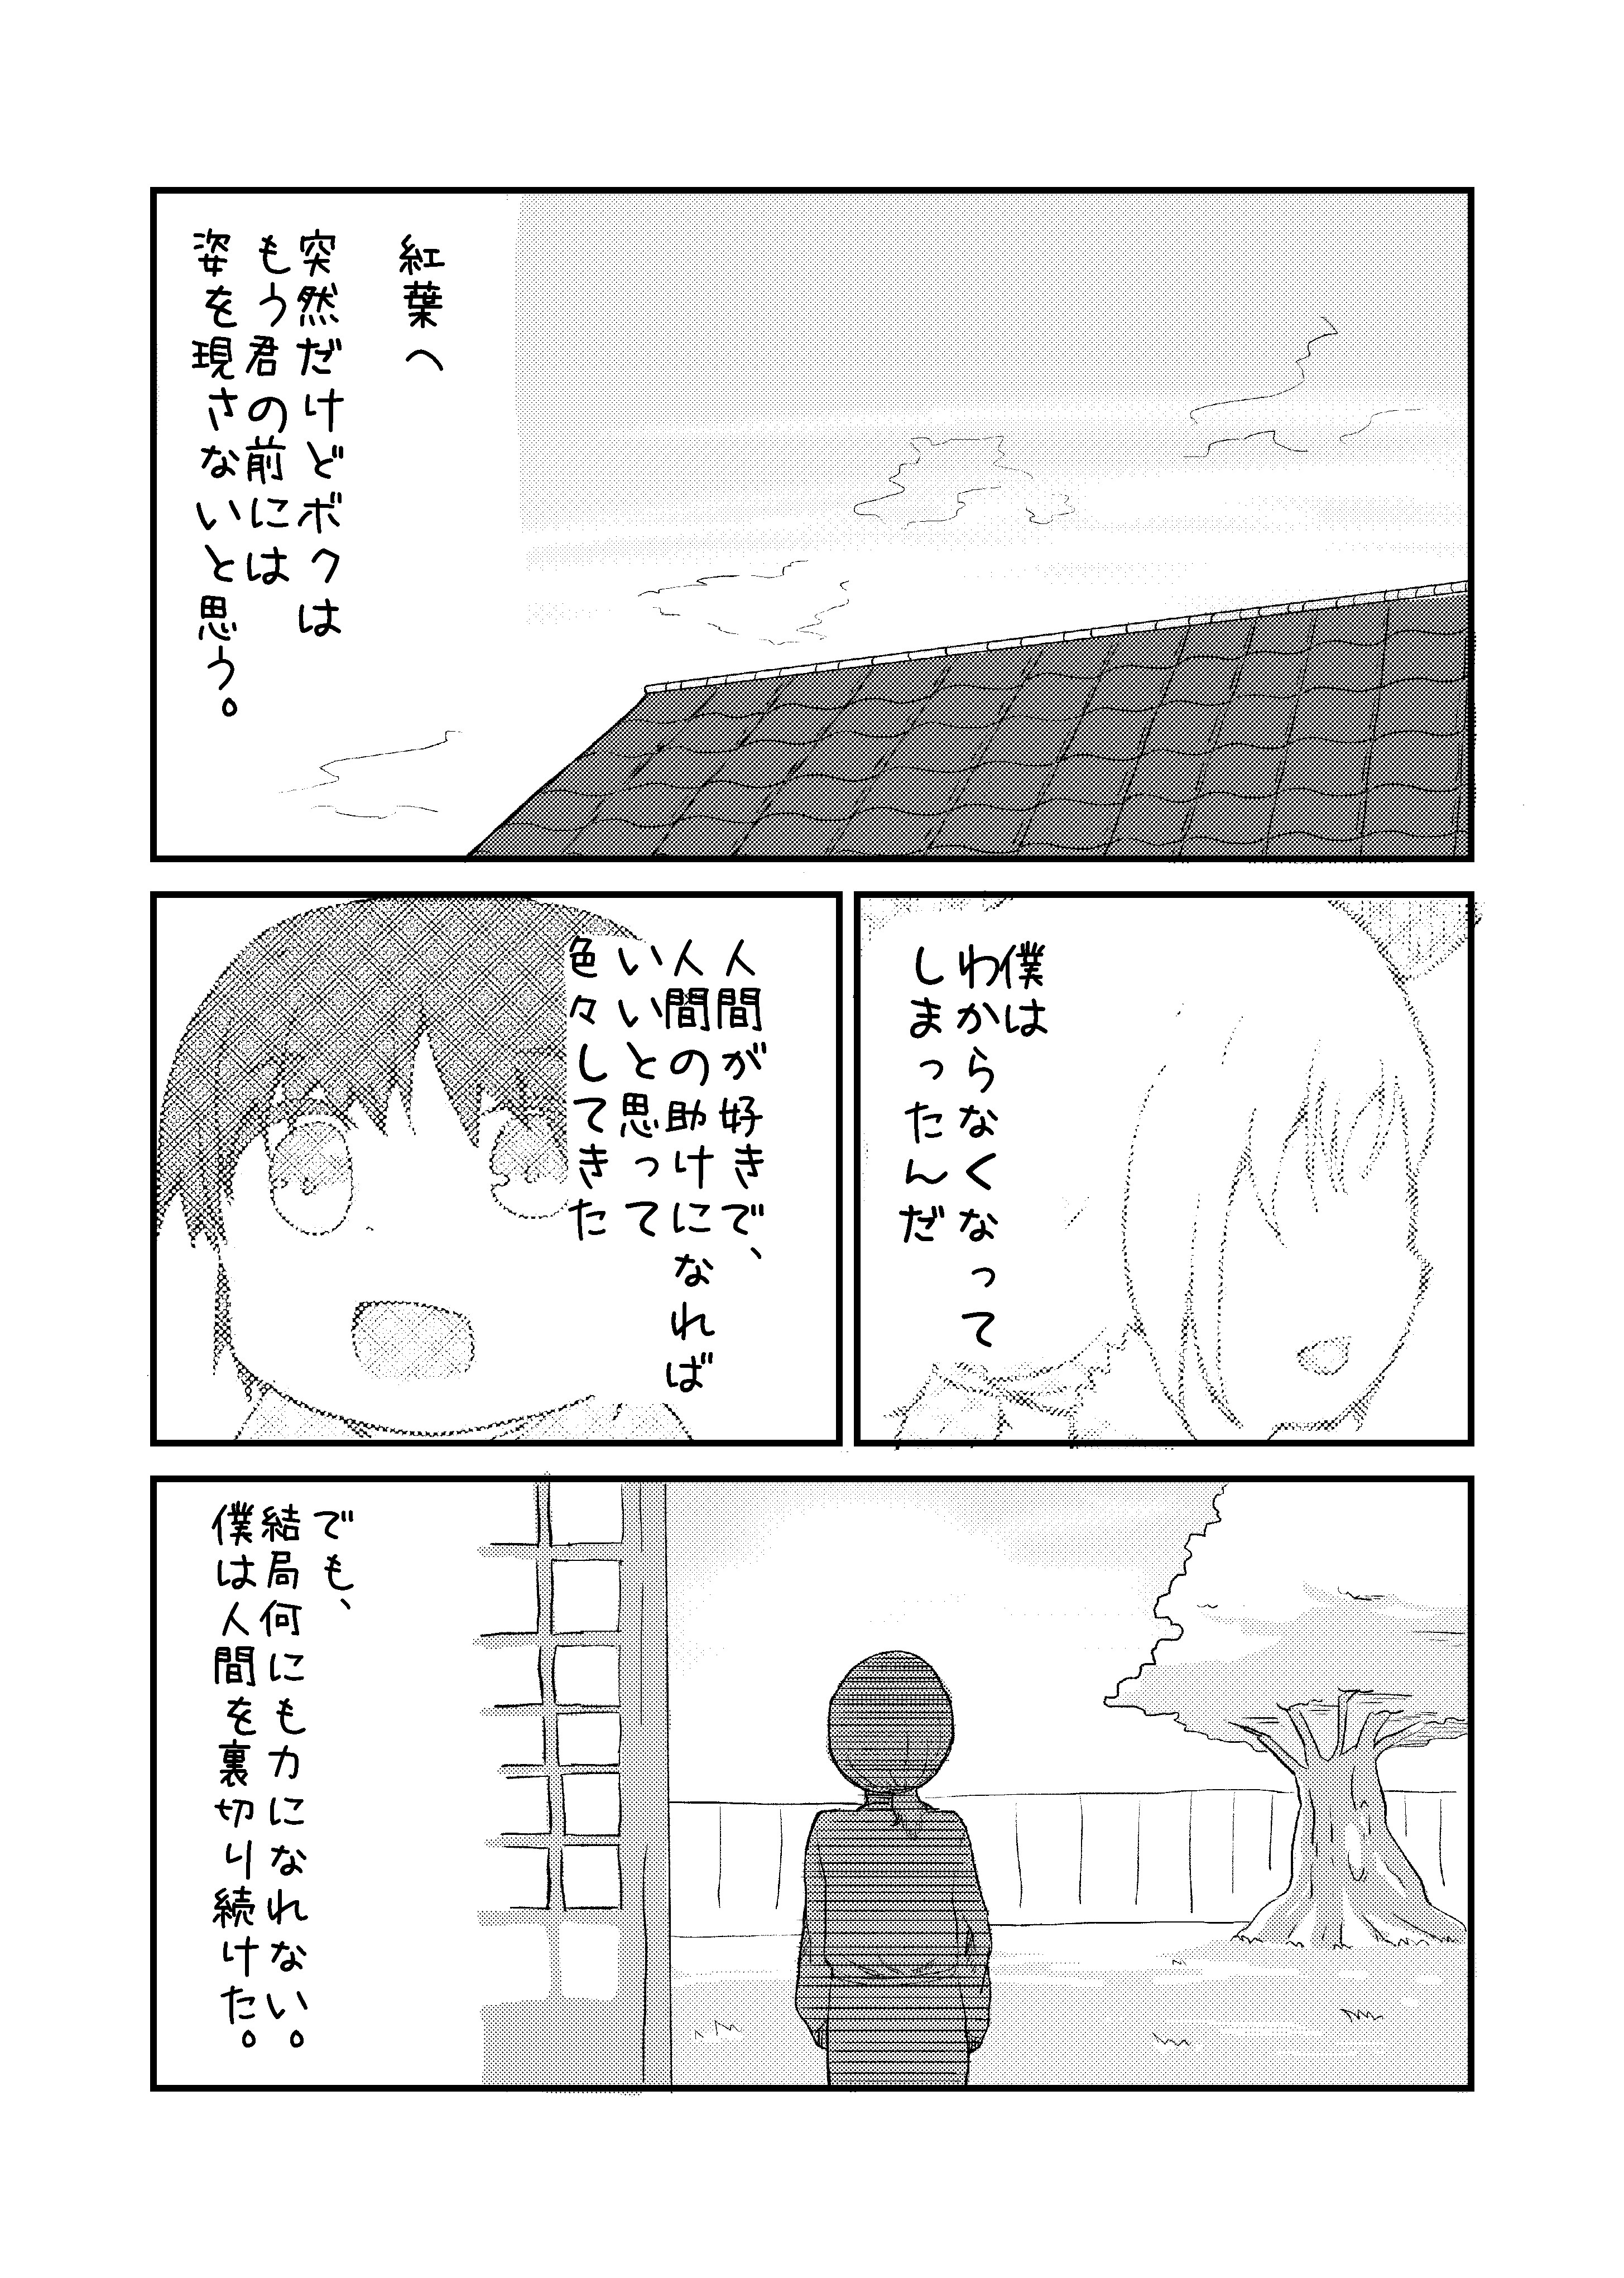 紅葉へ
突然だけどボクは
もう君の前には
姿を現さないと思う。
僕は
わからなくなって
しまったんだ
人間が好きで、
人間の助けになれば
いいと思って
色々してきた
でも、
結局何にも力になれない。
僕は人間を裏切り続けた。